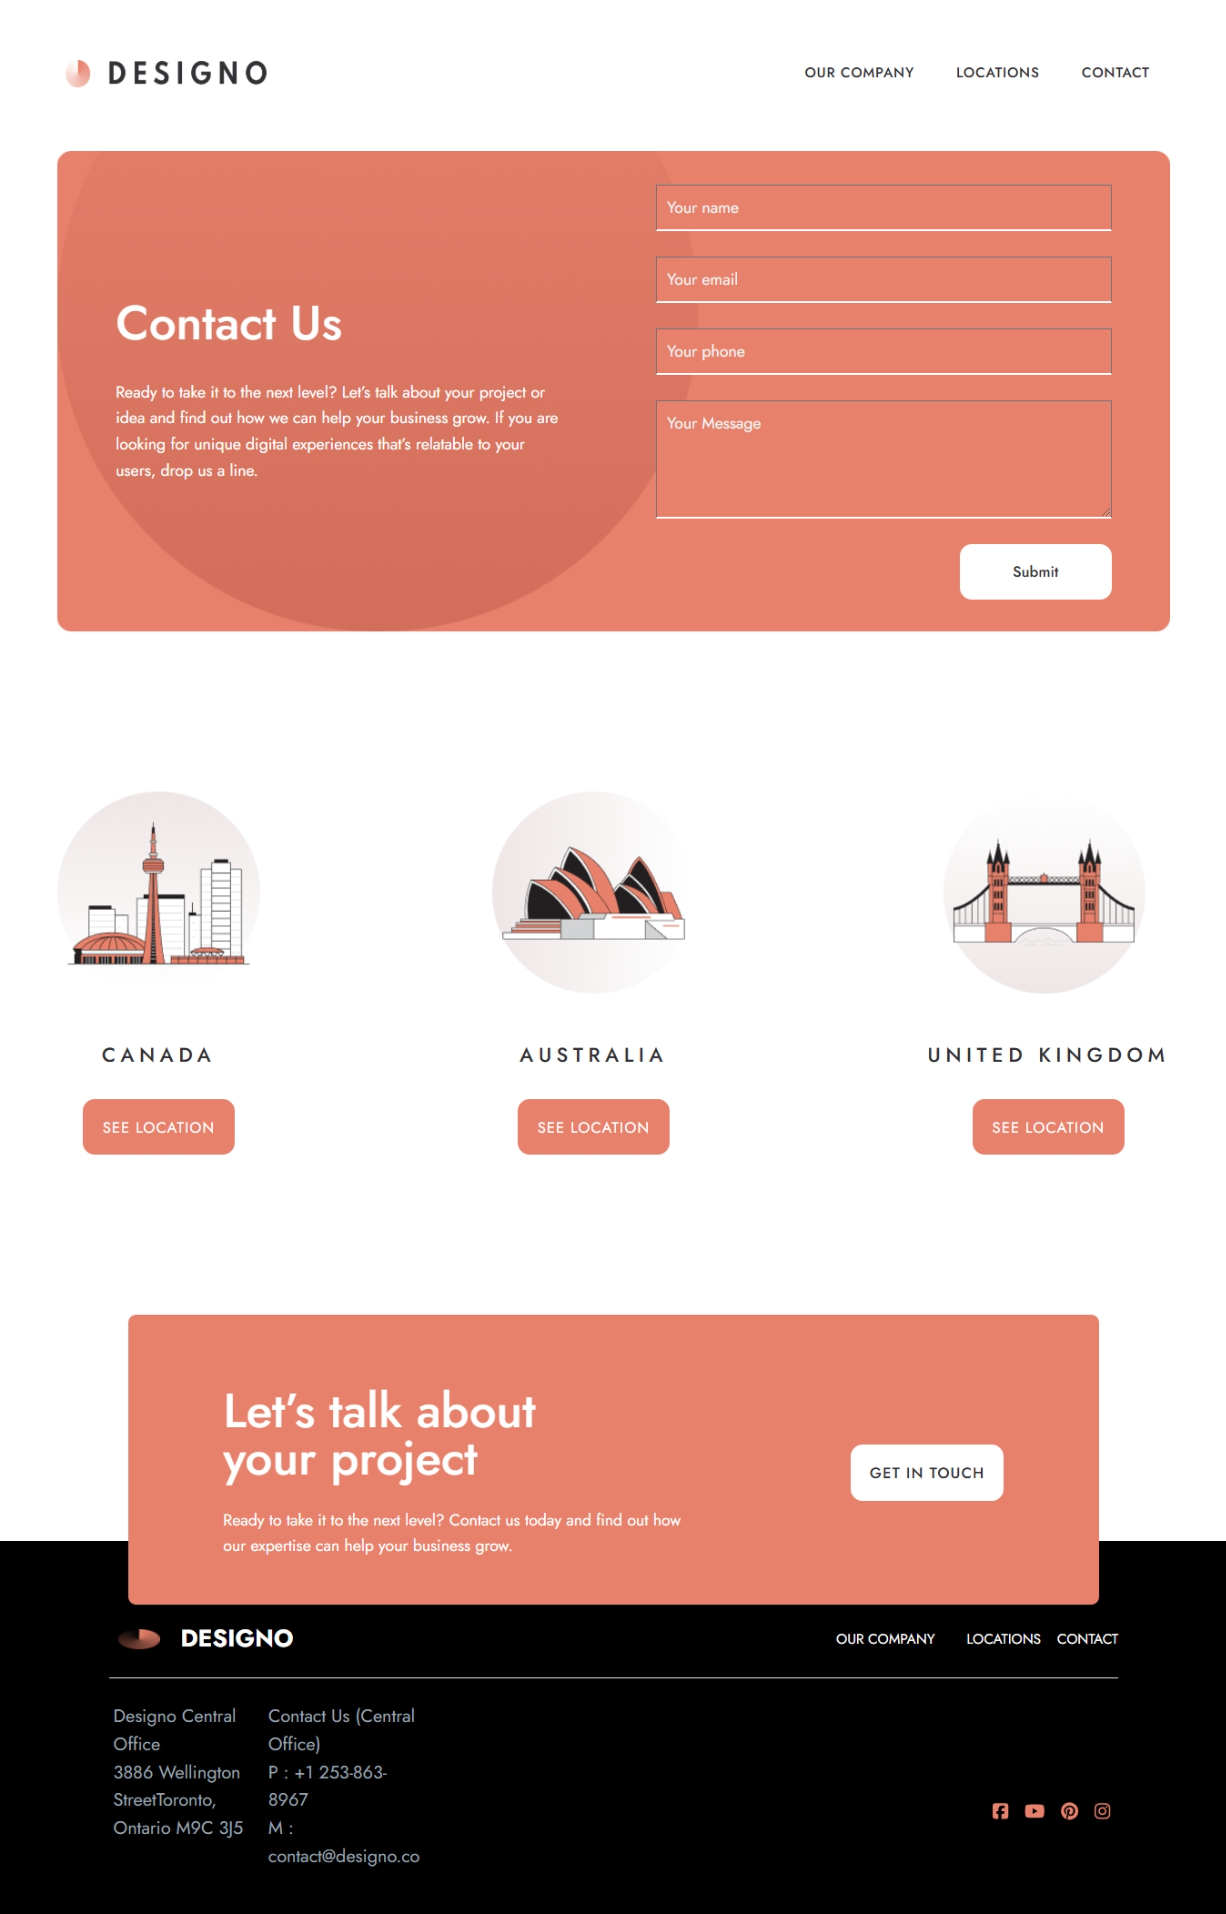 DESIGNO
OUR COMPANY LOCATIONS CONTACT
Contact Us
Ready to take it to the next level? Let’s talk about your project or
idea and find out how we can help your business grow. If you are
looking for unique digital experiences that’s relatable to your
users, drop us a line.
Your name
Your email
Your phone
Your Message
Submit
CANADA
SEE LOCATION
AUSTRALIA
SEE LOCATION
UNITED KINGDOM
SEE LOCATION
Let’s talk about
your project
Ready to take it to the next level? Contact us today and find out how
our expertise can help your business grow.
GET IN TOUCH
DESIGNO
OUR COMPANY LOCATIONS CONTACT
Designo Central
Office
3886 Wellington
StreetToronto,
Ontario M9C 3J5
Contact Us (Central
Office)
P : +1 253-863-
8967
M :
contact@designo.co